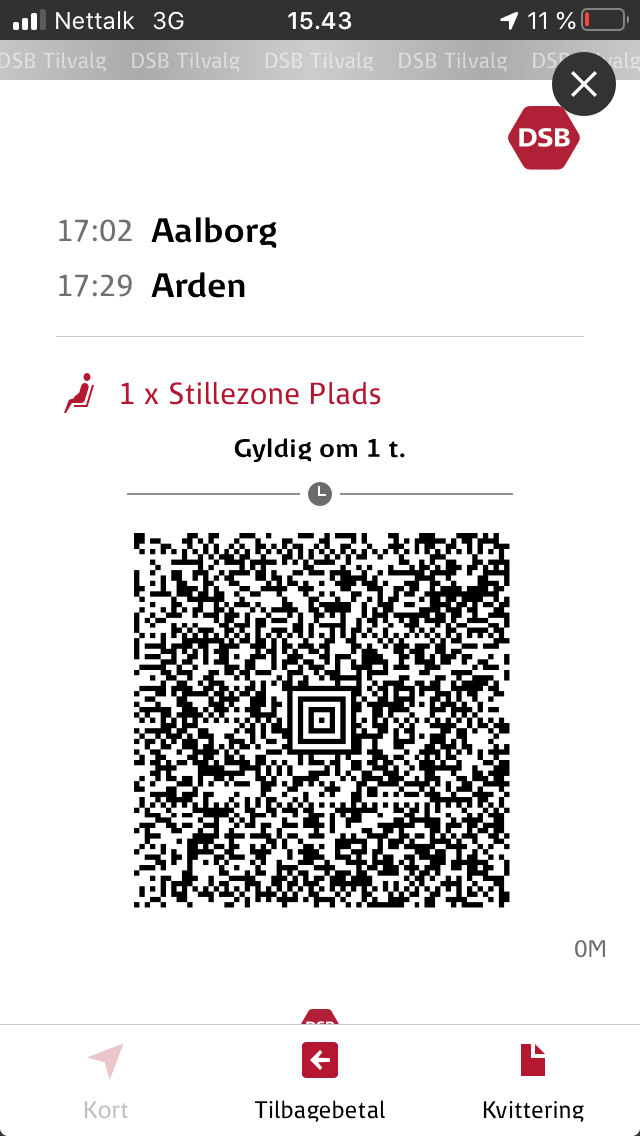 Nettalk 3G 15.43 11 %
DSB Tilvalg DSB Tilvalg DSB Tilvalg DSB Tilvalg
DSB
17:02 Aalborg
17:29 Arden
1 x Stillezone Plads
Gyldig om 1 t.
0M
DSB
Kort Tilbagebetal Kvittering